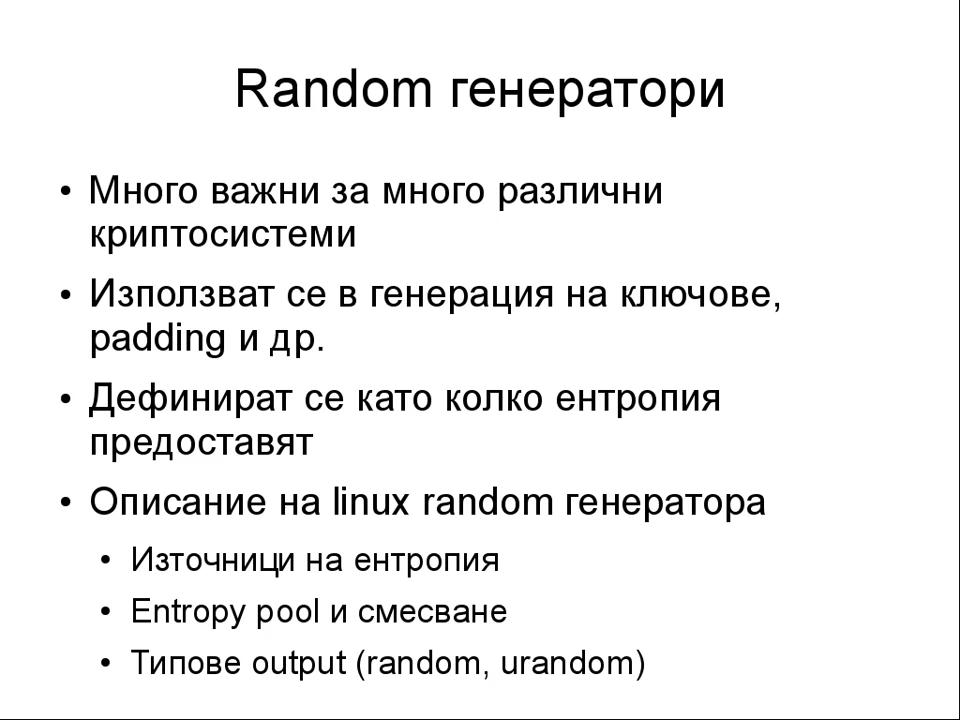 Random генератори
• Много важни за много различни
криптосистеми
• Използват се в генерация на ключове,
padding и др.
• Дефинират се като колко ентропия
предоставят
• Описание на linux random генератора
• Източници на ентропия
• Entropy pool и смесване
• Типове output (random, urandom)